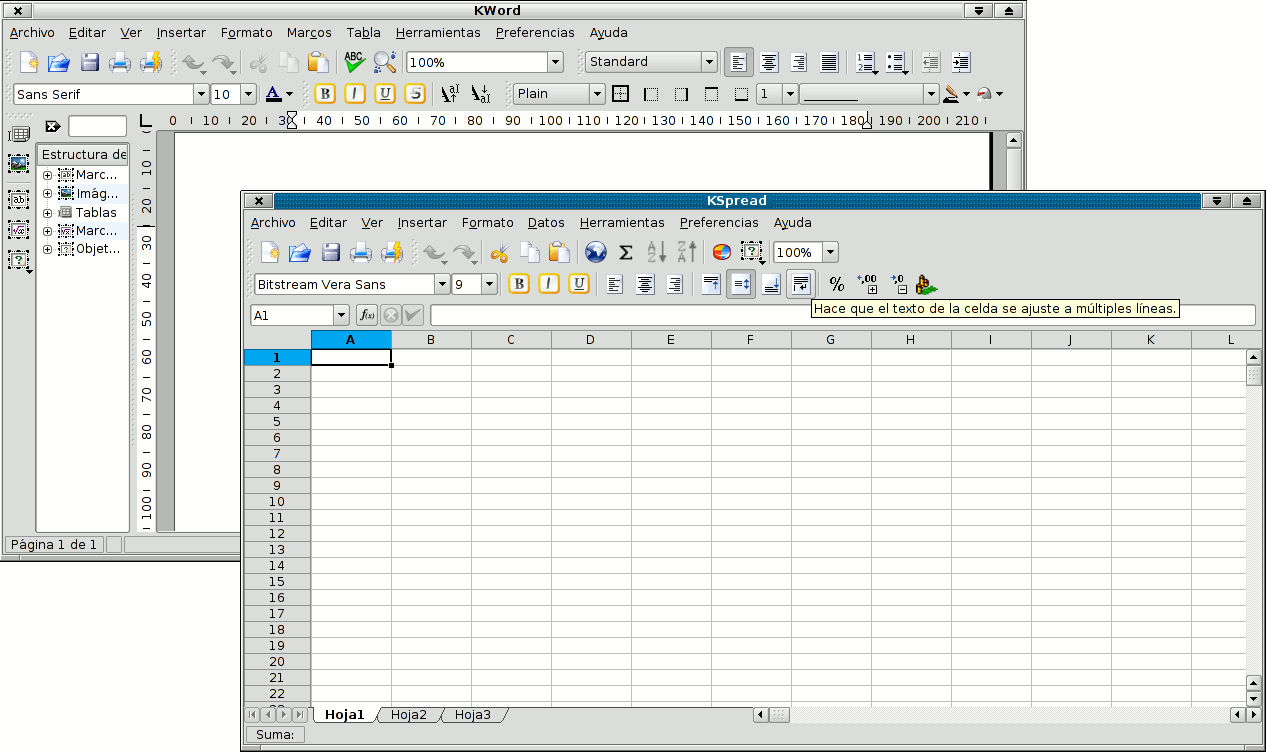 KWord
Archivo Editar Ver Insertar Formato Marcos Tabla Herramientas Preferencias Ayuda
ABC 100% Standard
Sans Serif 10 A B I U S Plain 1
0 10 20 30 40 50 60 70 80 90 100 110 120 130 140 150 160 170 180 190 200 210
Estructura de
Marc...
Imág...
Tablas
Marc...
Objet...
10
20
30
40
50
60
70
80
90
100
Página 1 de 1
KSpread
Archivo Editar Ver Insertar Formato Datos Herramientas Preferencias Ayuda
Σ A Z Z A ? 100%
Bitstream Vera Sans 9 B I U % ,00 ,0
Hace que el texto de la celda se ajuste a múltiples líneas.
A1 f(x)
A B C D E F G H I J K L
1
2
3
4
5
6
7
8
9
10
11
12
13
14
15
16
17
18
19
20
21
22
Hoja1 Hoja2 Hoja3
Suma: